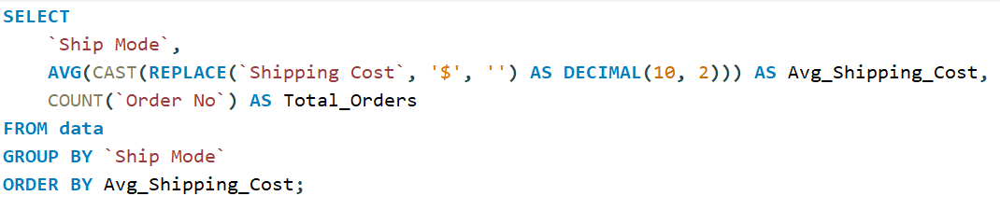 SELECT
    `Ship Mode`,
    AVG(CAST(REPLACE(`Shipping Cost`, '$', '') AS DECIMAL(10, 2))) AS Avg_Shipping_Cost,
    COUNT(`Order No`) AS Total_Orders
FROM data
GROUP BY `Ship Mode`
ORDER BY Avg_Shipping_Cost;